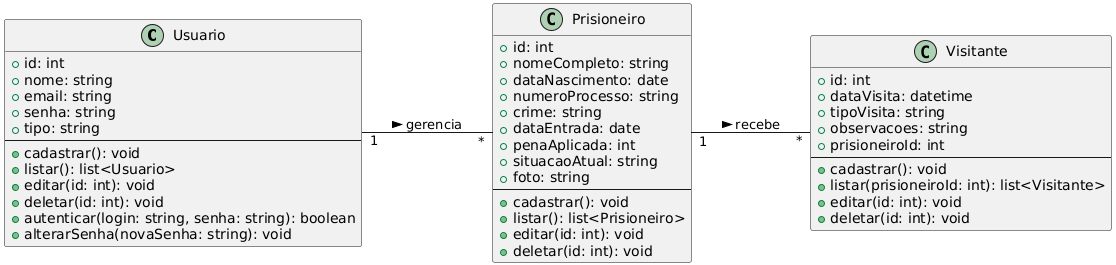 C Usuario
id: int
nome: string
email: string
senha: string
tipo: string
cadastrar(): void
listar(): list<Usuario>
editar(id: int): void
deletar(id: int): void
autenticar(login: string, senha: string): boolean
alterarSenha(novaSenha: string): void
gerencia
1
*
C Prisioneiro
id: int
nomeCompleto: string
dataNascimento: date
numeroProcesso: string
crime: string
dataEntrada: date
penaAplicada: int
situacaoAtual: string
foto: string
cadastrar(): void
listar(): list<Prisioneiro>
editar(id: int): void
deletar(id: int): void
recebe
1
*
C Visitante
id: int
dataVisita: datetime
tipoVisita: string
observacoes: string
prisioneiroId: int
cadastrar(): void
listar(prisioneiroId: int): list<Visitante>
editar(id: int): void
deletar(id: int): void